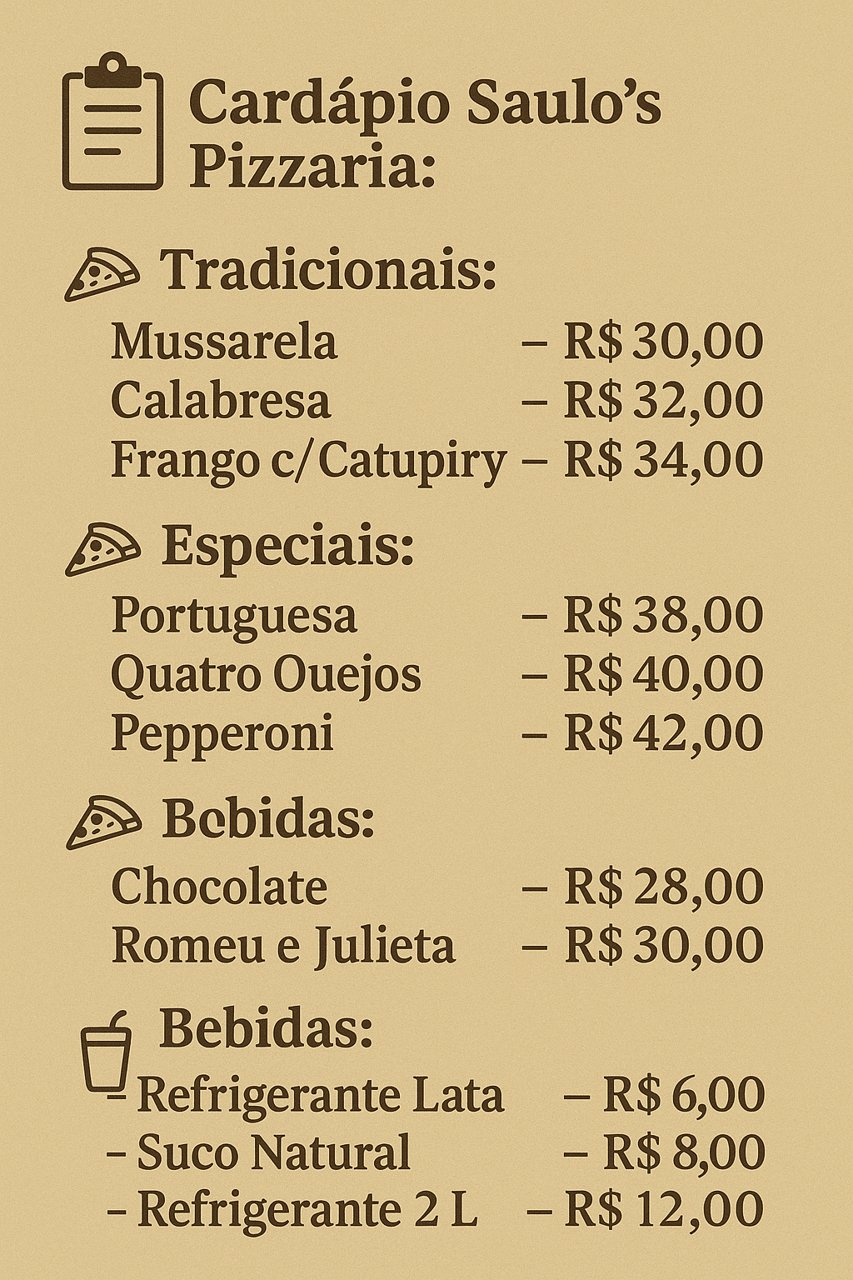 Cardápio Saulo’s
Pizzaria:
Tradicionais:
Mussarela – R$ 30,00
Calabresa – R$ 32,00
Frango c/Catupiry – R$ 34,00
Especiais:
Portuguesa – R$ 38,00
Quatro Ouejos – R$ 40,00
Pepperoni – R$ 42,00
Bebidas:
Chocolate – R$ 28,00
Romeu e Julieta – R$ 30,00
Bebidas:
– Refrigerante Lata – R$ 6,00
– Suco Natural – R$ 8,00
– Refrigerante 2 L – R$ 12,00